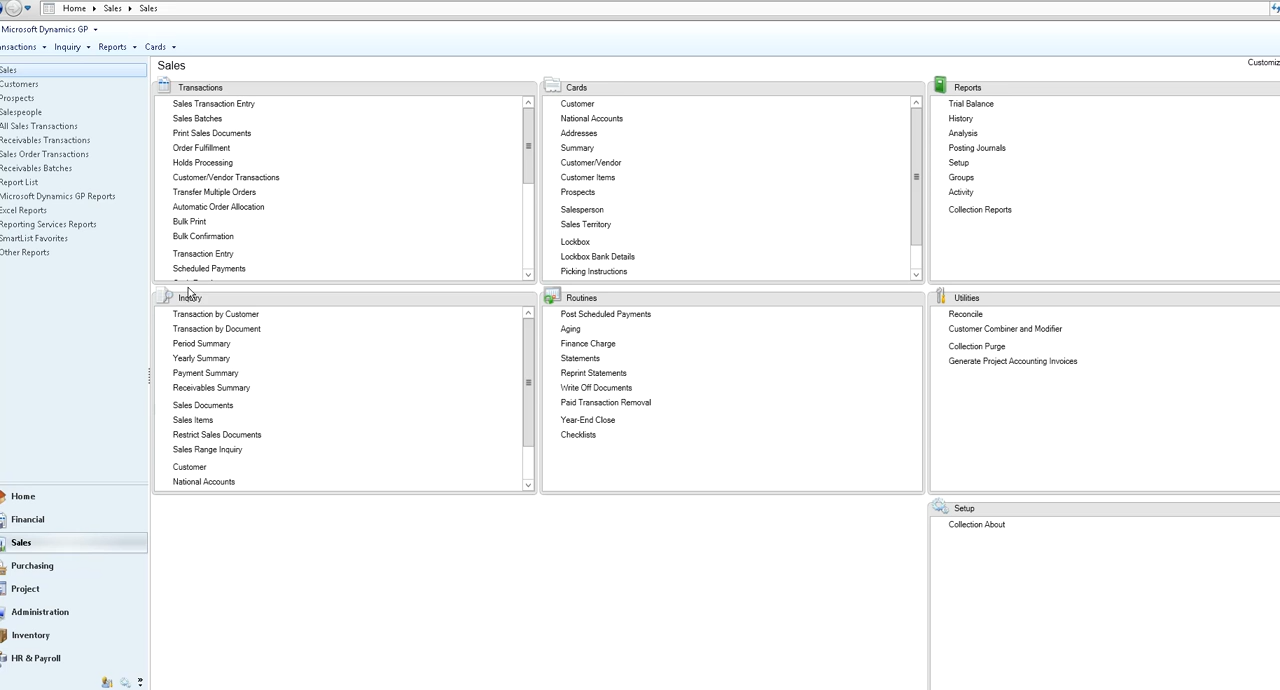 Home Sales Sales
Microsoft Dynamics GP
nsactions Inquiry Reports Cards
Sales
Customers
Prospects
Salespeople
All Sales Transactions
Receivables Transactions
Sales Order Transactions
Receivables Batches
Report List
Microsoft Dynamics GP Reports
Excel Reports
Reporting Services Reports
SmartList Favorites
Other Reports
Home
Financial
Sales
Purchasing
Project
Administration
Inventory
HR & Payroll
Sales
Customiz
Transactions
Sales Transaction Entry
Sales Batches
Print Sales Documents
Order Fulfillment
Holds Processing
Customer/Vendor Transactions
Transfer Multiple Orders
Automatic Order Allocation
Bulk Print
Bulk Confirmation
Transaction Entry
Scheduled Payments
Cards
Customer
National Accounts
Addresses
Summary
Customer/Vendor
Customer Items
Prospects
Salesperson
Sales Territory
Lockbox
Lockbox Bank Details
Picking Instructions
Reports
Trial Balance
History
Analysis
Posting Journals
Setup
Groups
Activity
Collection Reports
Inquiry
Transaction by Customer
Transaction by Document
Period Summary
Yearly Summary
Payment Summary
Receivables Summary
Sales Documents
Sales Items
Restrict Sales Documents
Sales Range Inquiry
Customer
National Accounts
Routines
Post Scheduled Payments
Aging
Finance Charge
Statements
Reprint Statements
Write Off Documents
Paid Transaction Removal
Year-End Close
Checklists
Utilities
Reconcile
Customer Combiner and Modifier
Collection Purge
Generate Project Accounting Invoices
Setup
Collection About